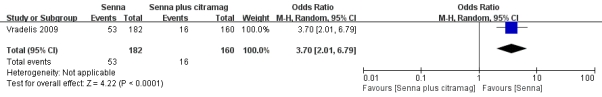 Senna Senna plus citramag Odds Ratio Odds Ratio
Study or Subgroup Events Total Events Total Weight M-H, Random, 95% CI M-H, Random, 95% CI
Vradelis 2009 53 182 16 160 100.0% 3.70 [2.01, 6.79]
Total (95% CI) 182 160 100.0% 3.70 [2.01, 6.79]
Total events 53 16
Heterogeneity: Not applicable
Test for overall effect: Z = 4.22 (P < 0.0001)
0.01 0.1 1 10 100
Favours [Senna plus citramag] Favours [Senna]